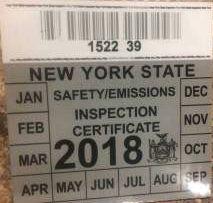 1522 39
NEW YORK STATE
JAN SAFETY/EMISSIONS DEC
INSPECTION
FEB CERTIFICATE NOV
MAR 2018 OCT
APR MAY JUN JUL AUG SEP